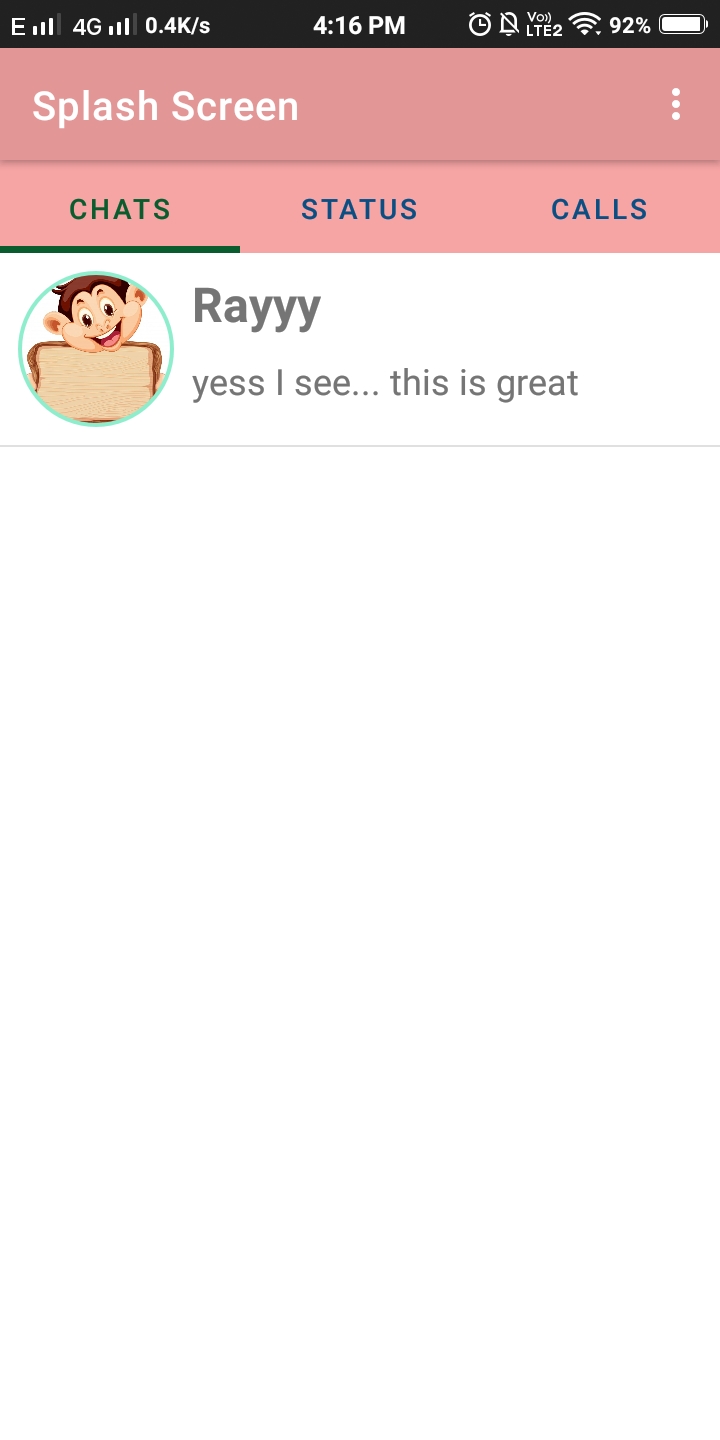 E 4G 0.4K/s 4:16 PM Vo)) LTE2 92%
Splash Screen
CHATS STATUS CALLS
Rayyy
yess I see... this is great